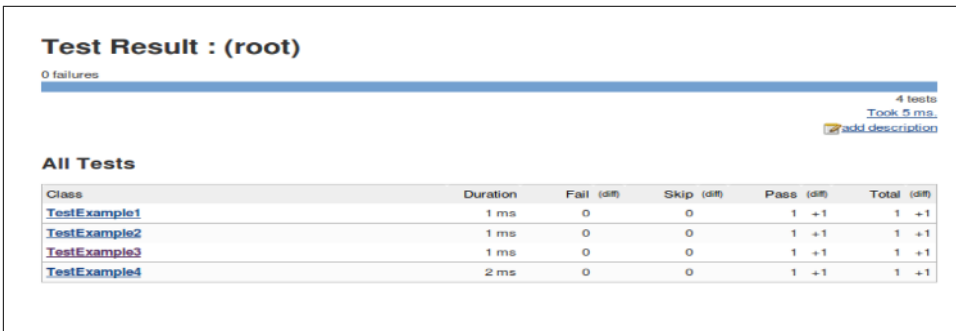 Test Result : (root)
0 failures
4 tests
Took 5 ms.
add description
All Tests
Class Duration Fail (diff) Skip (diff) Pass (diff) Total (diff)
TestExample1 1 ms 0 0 1 +1 1 +1
TestExample2 1 ms 0 0 1 +1 1 +1
TestExample3 1 ms 0 0 1 +1 1 +1
TestExample4 2 ms 0 0 1 +1 1 +1